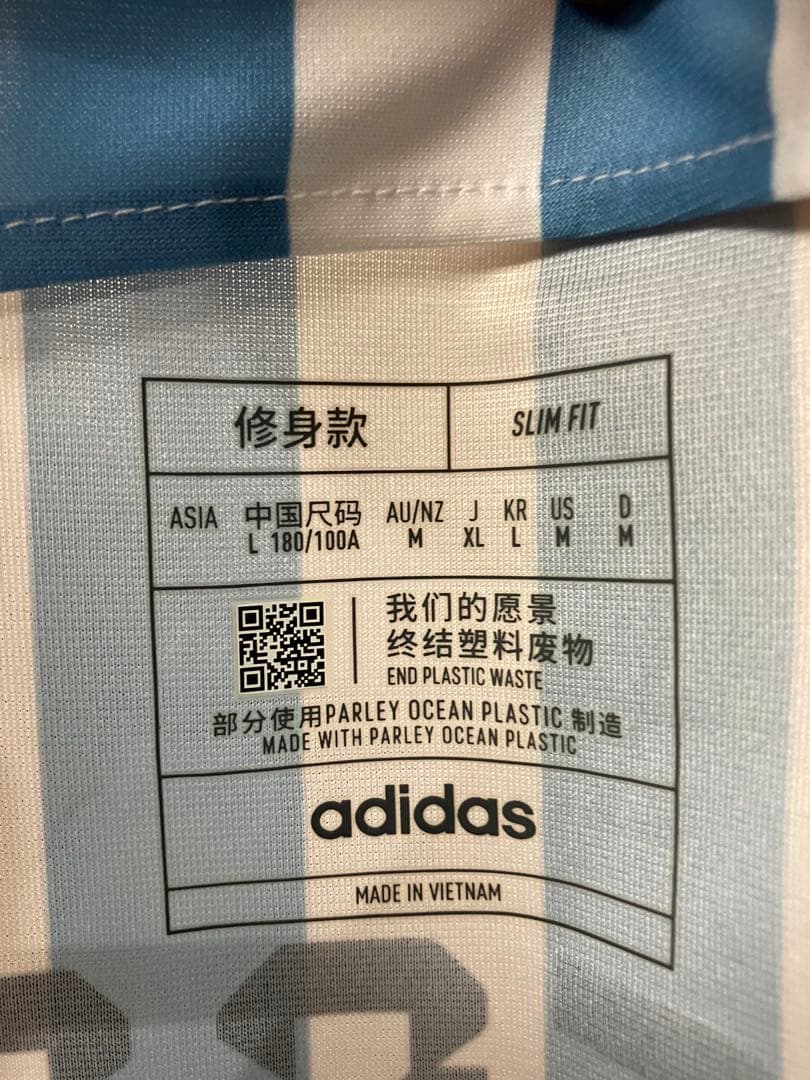 修身款 SLIM FIT
ASIA 中国尺码 AU/NZ J KR US D
L 180/100A M XL L M M
我们的愿景
终结塑料废物
END PLASTIC WASTE
部分使用PARLEY OCEAN PLASTIC 制造
MADE WITH PARLEY OCEAN PLASTIC
adidas
MADE IN VIETNAM